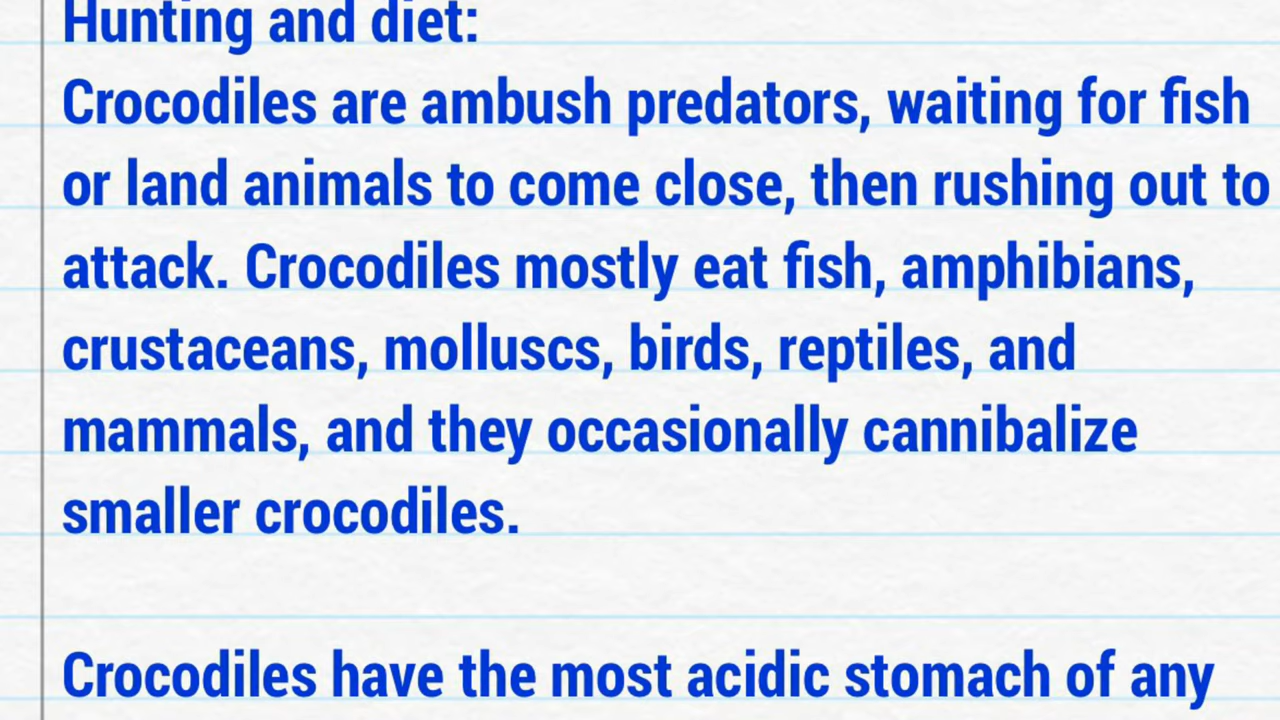 Hunting and diet:
Crocodiles are ambush predators, waiting for fish
or land animals to come close, then rushing out to
attack. Crocodiles mostly eat fish, amphibians,
crustaceans, molluscs, birds, reptiles, and
mammals, and they occasionally cannibalize
smaller crocodiles.
Crocodiles have the most acidic stomach of any